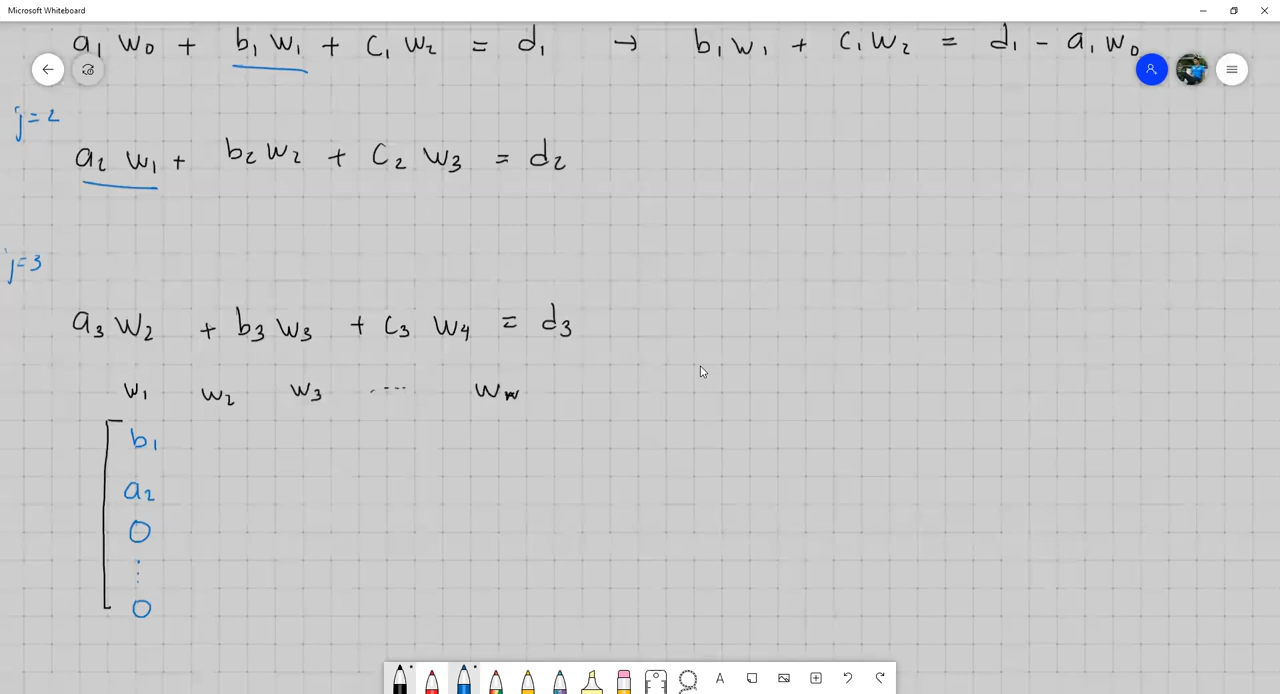 Microsoft Whiteboard
a₁ w₀ + b₁ w₁ + c₁ w₂ = d₁ → b₁ w₁ + c₁ w₂ = d₁ - a₁ w₀
j=2
a₂ w₁ + b₂ w₂ + c₂ w₃ = d₂
j=3
a₃ w₂ + b₃ w₃ + c₃ w₄ = d₃
w₁ w₂ w₃ ....
b₁
a₂
0
⋮
0
A